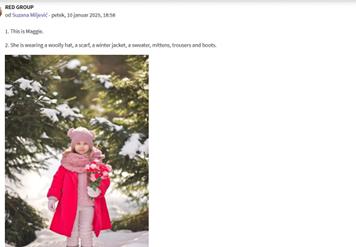 RED GROUP
od Suzana Miljević - petak, 10 januar 2025, 18:58
1. This is Maggie.
2. She is wearing a woolly hat, a scarf, a winter jacket, a sweater, mittens, trousers and boots.